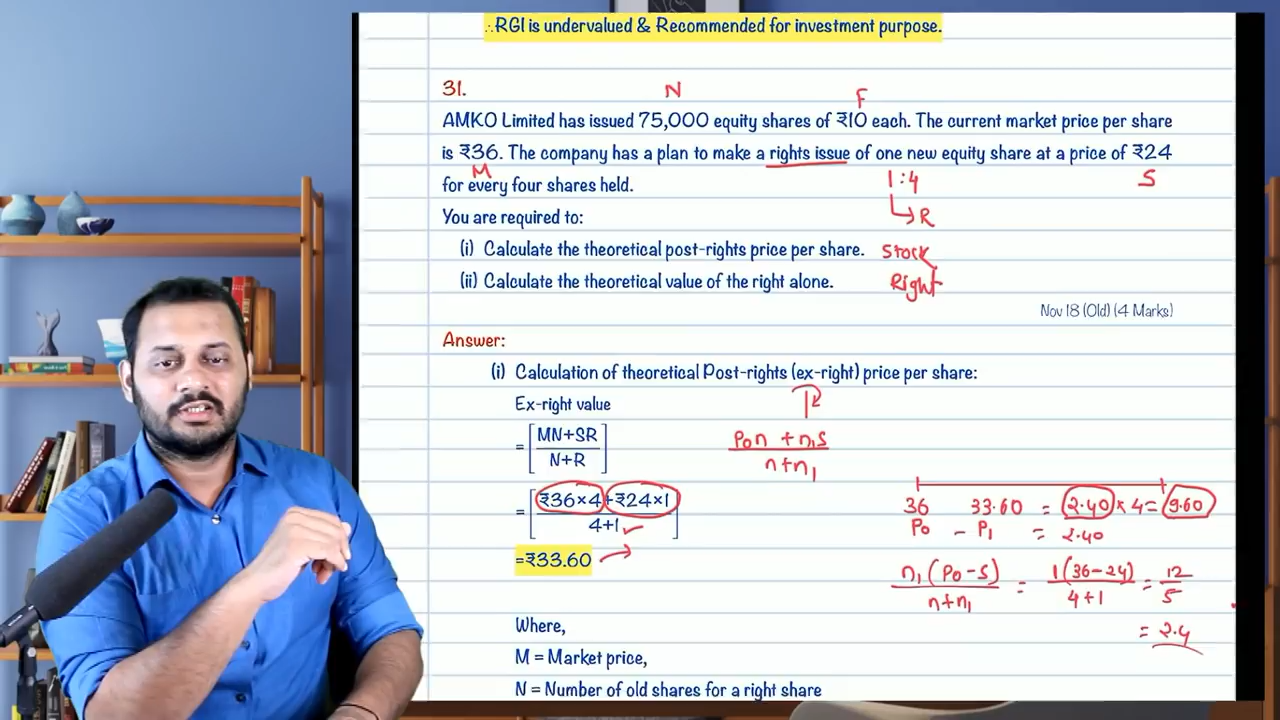 ∴RGI is undervalued & Recommended for investment purpose.
31.
N
F
AMKO Limited has issued 75,000 equity shares of ₹10 each. The current market price per share
is ₹36. The company has a plan to make a rights issue of one new equity share at a price of ₹24
M
1:4
S
for every four shares held.
R
You are required to:
(i) Calculate the theoretical post-rights price per share.
Stock
(ii) Calculate the theoretical value of the right alone.
Right
Nov 18 (Old) (4 Marks)
Answer:
(i) Calculation of theoretical Post-rights (ex-right) price per share:
Ex-right value
= [MN+SR
N+R]
P0n + n1S
n+n1
= [₹36×4+₹24×1
4+1]
=₹33.60
36 33.60 = 2.40 × 4 = 9.60
P0 - P1 = 2.40
n1(P0-S) = 1(36-24) = 12
n+n1 4+1 5
= 2.4
Where,
M = Market price,
N = Number of old shares for a right share